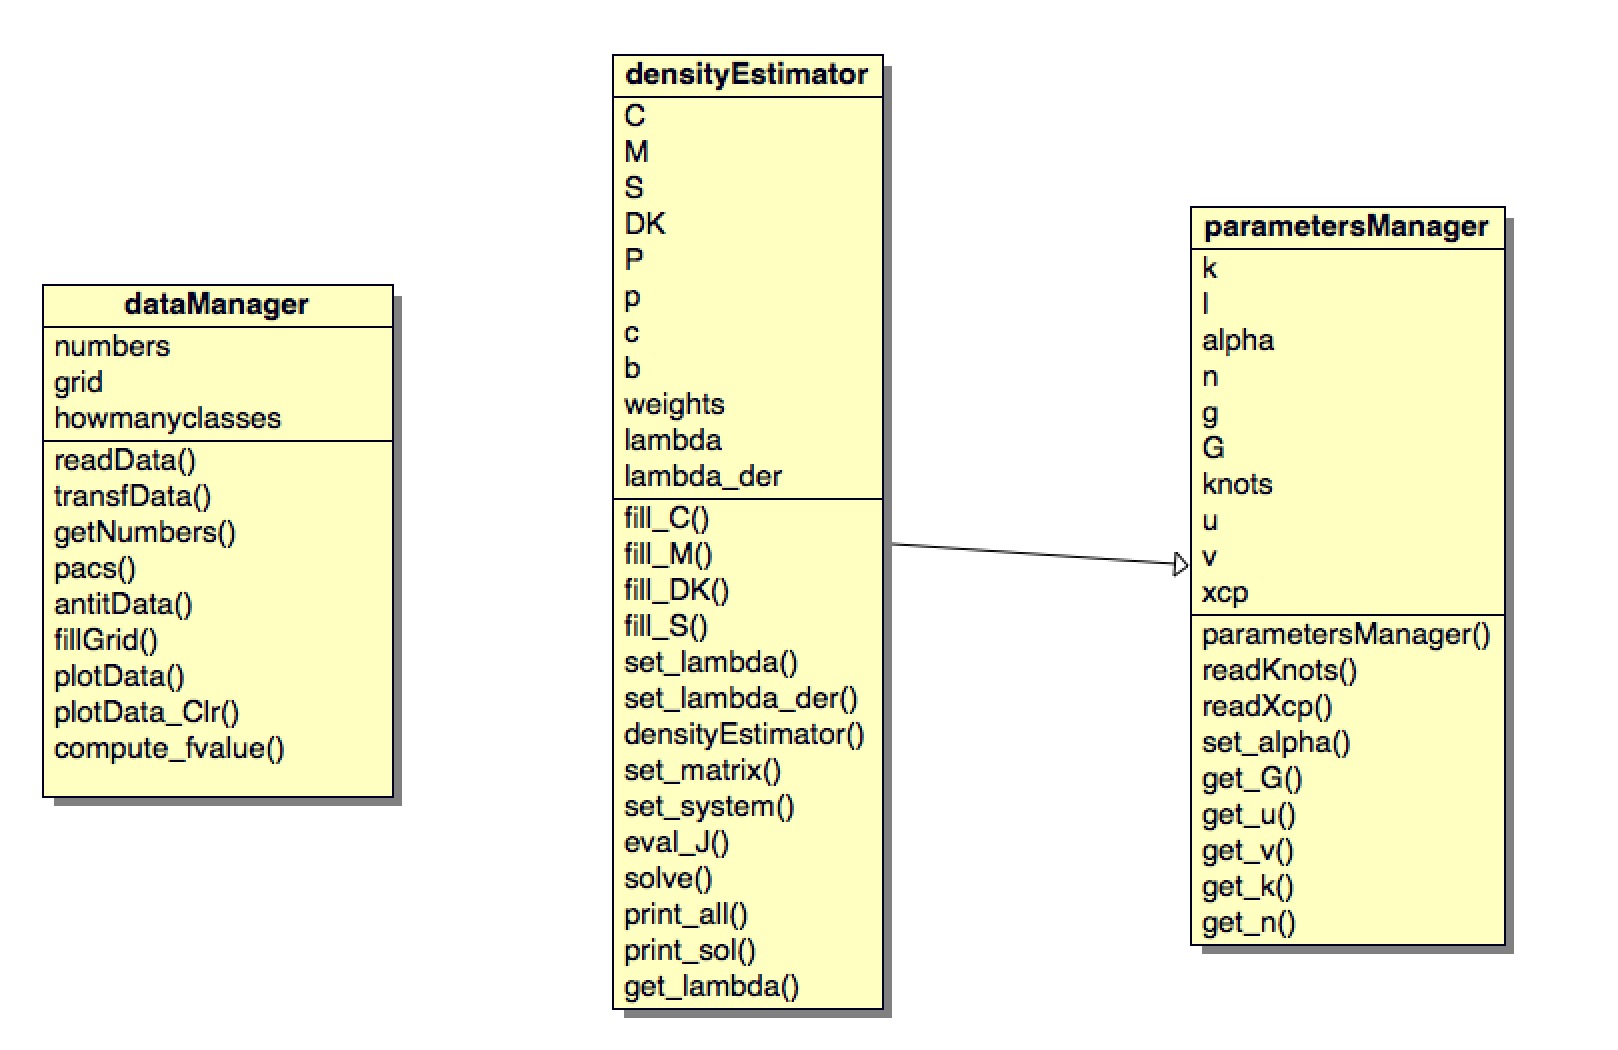 dataManager
numbers
grid
howmanyclasses
readData()
transfData()
getNumbers()
pacs()
antitData()
fillGrid()
plotData()
plotData_Clr()
compute_fvalue()
densityEstimator
C
M
S
DK
P
p
c
b
weights
lambda
lambda_der
fill_C()
fill_M()
fill_DK()
fill_S()
set_lambda()
set_lambda_der()
densityEstimator()
set_matrix()
set_system()
eval_J()
solve()
print_all()
print_sol()
get_lambda()
parametersManager
k
l
alpha
n
g
G
knots
u
v
xcp
parametersManager()
readKnots()
readXcp()
set_alpha()
get_G()
get_u()
get_v()
get_k()
get_n()